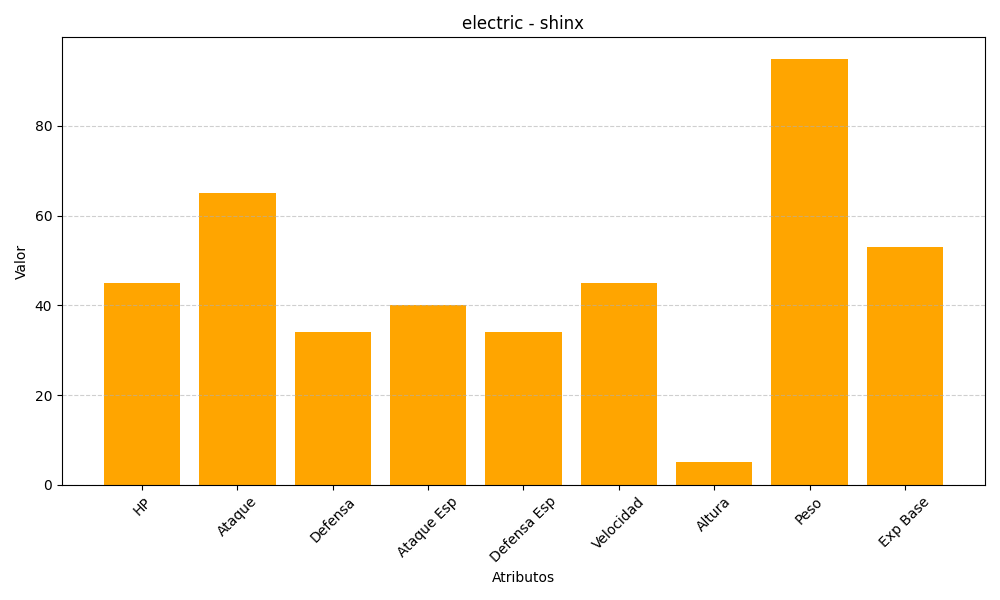 electric - shinx
Valor
80
60
40
20
0
HP
Ataque
Defensa
Ataque Esp
Defensa Esp
Velocidad
Altura
Peso
Exp Base
Atributos